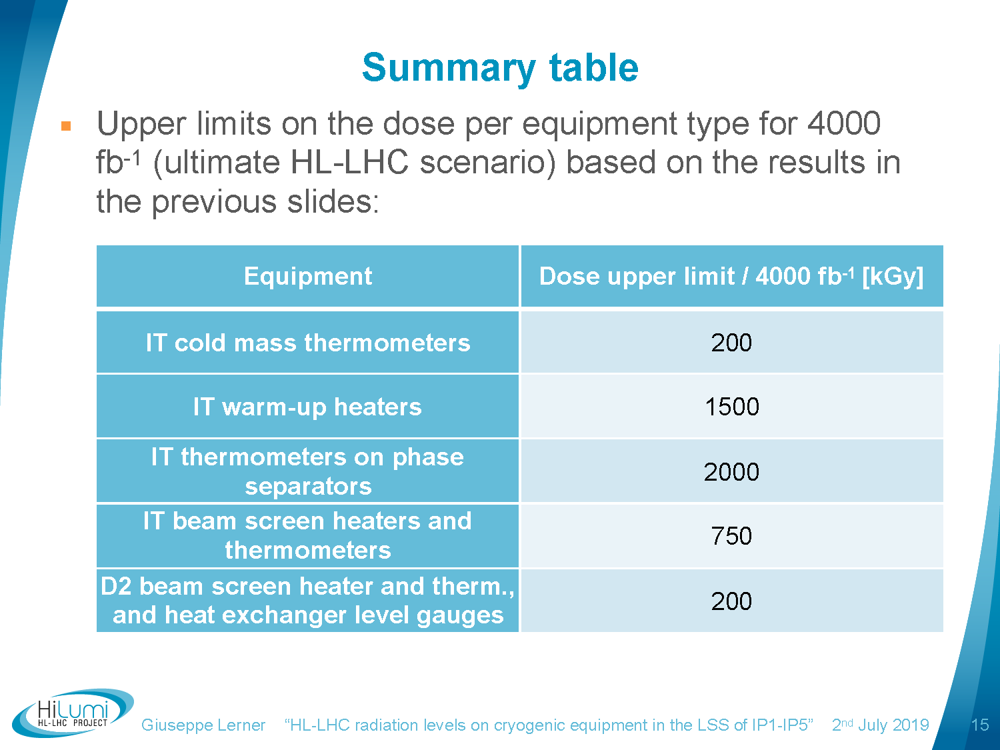 Summary table
▪ Upper limits on the dose per equipment type for 4000
fb-1 (ultimate HL-LHC scenario) based on the results in
the previous slides:
Equipment
Dose upper limit / 4000 fb-1 [kGy]
IT cold mass thermometers
200
IT warm-up heaters
1500
IT thermometers on phase
separators
2000
IT beam screen heaters and
thermometers
750
D2 beam screen heater and therm.,
and heat exchanger level gauges
200
HiLumi
HL-LHC PROJECT
Giuseppe Lerner “HL-LHC radiation levels on cryogenic equipment in the LSS of IP1-IP5” 2nd July 2019 15